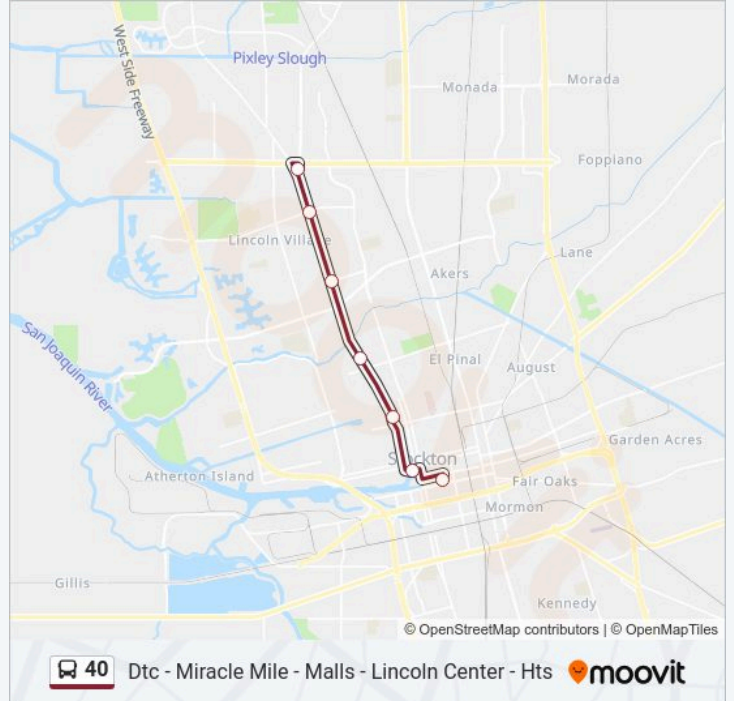 West Side Freeway
Pixley Slough
Monada
Morada
Foppiano
Lincoln Village
Lane
Akers
San Joaquin River
El Pinal
August
Stockton
Garden Acres
Atherton Island
Fair Oaks
Mormon
Gillis
Kennedy
© OpenStreetMap contributors | © OpenMapTiles
40 Dtc - Miracle Mile - Malls - Lincoln Center - Hts moovit